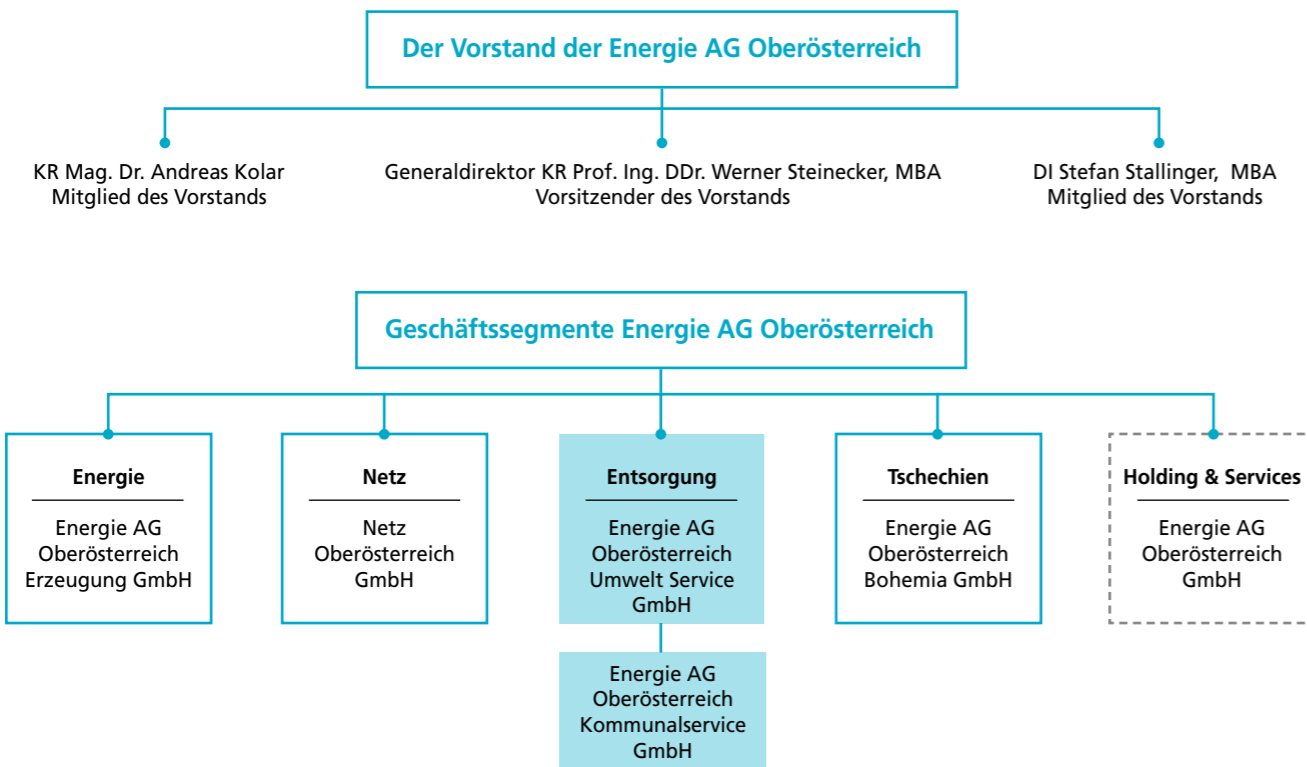 Der Vorstand der Energie AG Oberösterreich
KR Mag. Dr. Andreas Kolar
Mitglied des Vorstands
Generaldirektor KR Prof. Ing. DDr. Werner Steinecker, MBA
Vorsitzender des Vorstands
DI Stefan Stallinger, MBA
Mitglied des Vorstands
Geschäftssegmente Energie AG Oberösterreich
Energie
Energie AG
Oberösterreich
Erzeugung GmbH
Netz
Netz
Oberösterreich
GmbH
Entsorgung
Energie AG
Oberösterreich
Umwelt Service
GmbH
Energie AG
Oberösterreich
Kommunalservice
GmbH
Tschechien
Energie AG
Oberösterreich
Bohemia GmbH
Holding & Services
Energie AG
Oberösterreich
GmbH